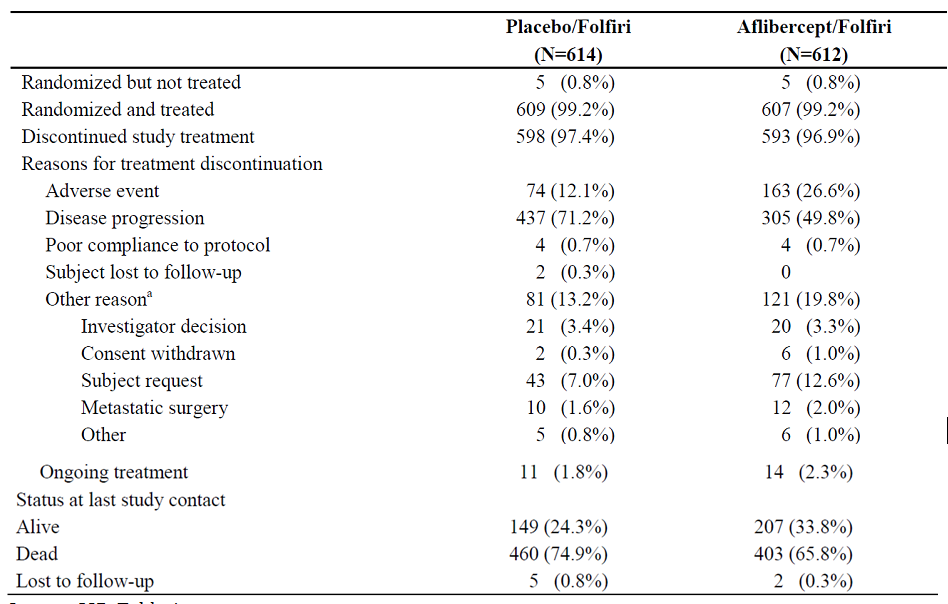 Placebo/Folfiri Aflibercept/Folfiri
(N=614) (N=612)
Randomized but not treated 5 (0.8%) 5 (0.8%)
Randomized and treated 609 (99.2%) 607 (99.2%)
Discontinued study treatment 598 (97.4%) 593 (96.9%)
Reasons for treatment discontinuation
Adverse event 74 (12.1%) 163 (26.6%)
Disease progression 437 (71.2%) 305 (49.8%)
Poor compliance to protocol 4 (0.7%) 4 (0.7%)
Subject lost to follow-up 2 (0.3%) 0
Other reasonᵃ 81 (13.2%) 121 (19.8%)
Investigator decision 21 (3.4%) 20 (3.3%)
Consent withdrawn 2 (0.3%) 6 (1.0%)
Subject request 43 (7.0%) 77 (12.6%)
Metastatic surgery 10 (1.6%) 12 (2.0%)
Other 5 (0.8%) 6 (1.0%)
Ongoing treatment 11 (1.8%) 14 (2.3%)
Status at last study contact
Alive 149 (24.3%) 207 (33.8%)
Dead 460 (74.9%) 403 (65.8%)
Lost to follow-up 5 (0.8%) 2 (0.3%)